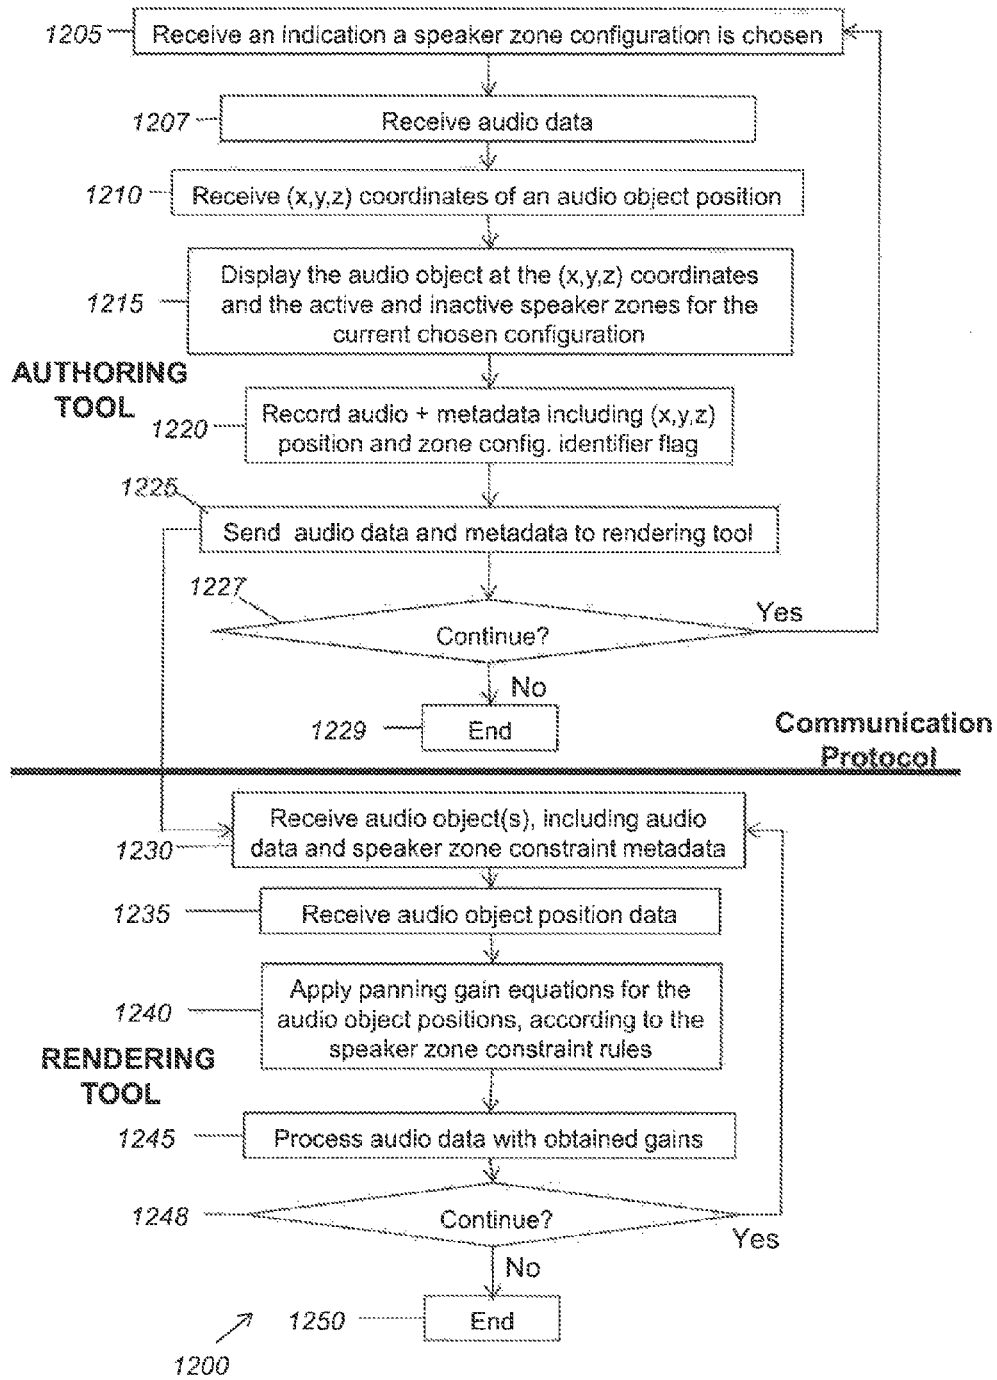 1205
Receive an indication a speaker zone configuration is chosen
1207
Receive audio data
1210
Receive (x,y,z) coordinates of an audio object position
1215
Display the audio object at the (x,y,z) coordinates
and the active and inactive speaker zones for the
current chosen configuration
AUTHORING
TOOL
1220
Record audio + metadata including (x,y,z)
position and zone config. identifier flag
1225
Send audio data and metadata to rendering tool
1227
Continue?
Yes
No
1229
End
Communication
Protocol
1230
Receive audio object(s), including audio
data and speaker zone constraint metadata
1235
Receive audio object position data
1240
Apply panning gain equations for the
audio object positions, according to the
speaker zone constraint rules
RENDERING
TOOL
1245
Process audio data with obtained gains
1248
Continue?
Yes
No
1250
End
1200